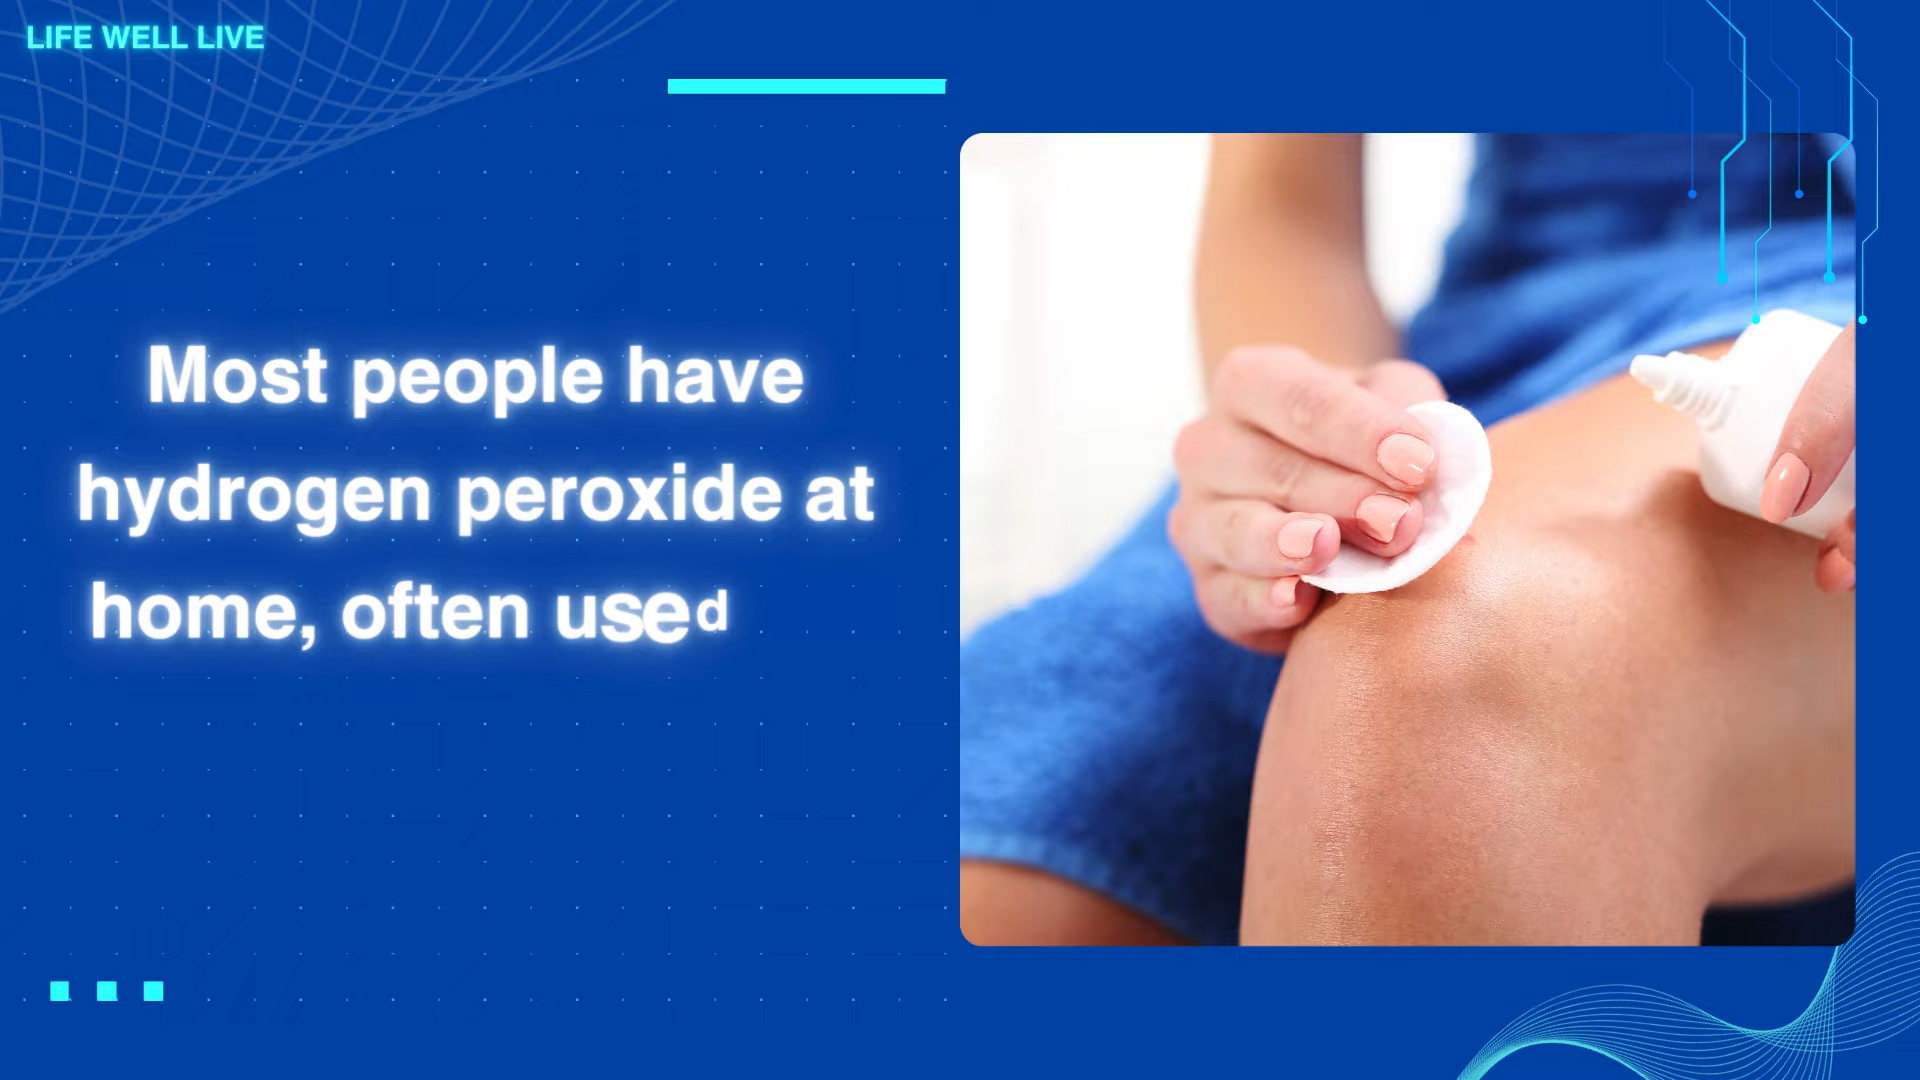 LIFE WELL LIVE
Most people have
hydrogen peroxide at
home, often used